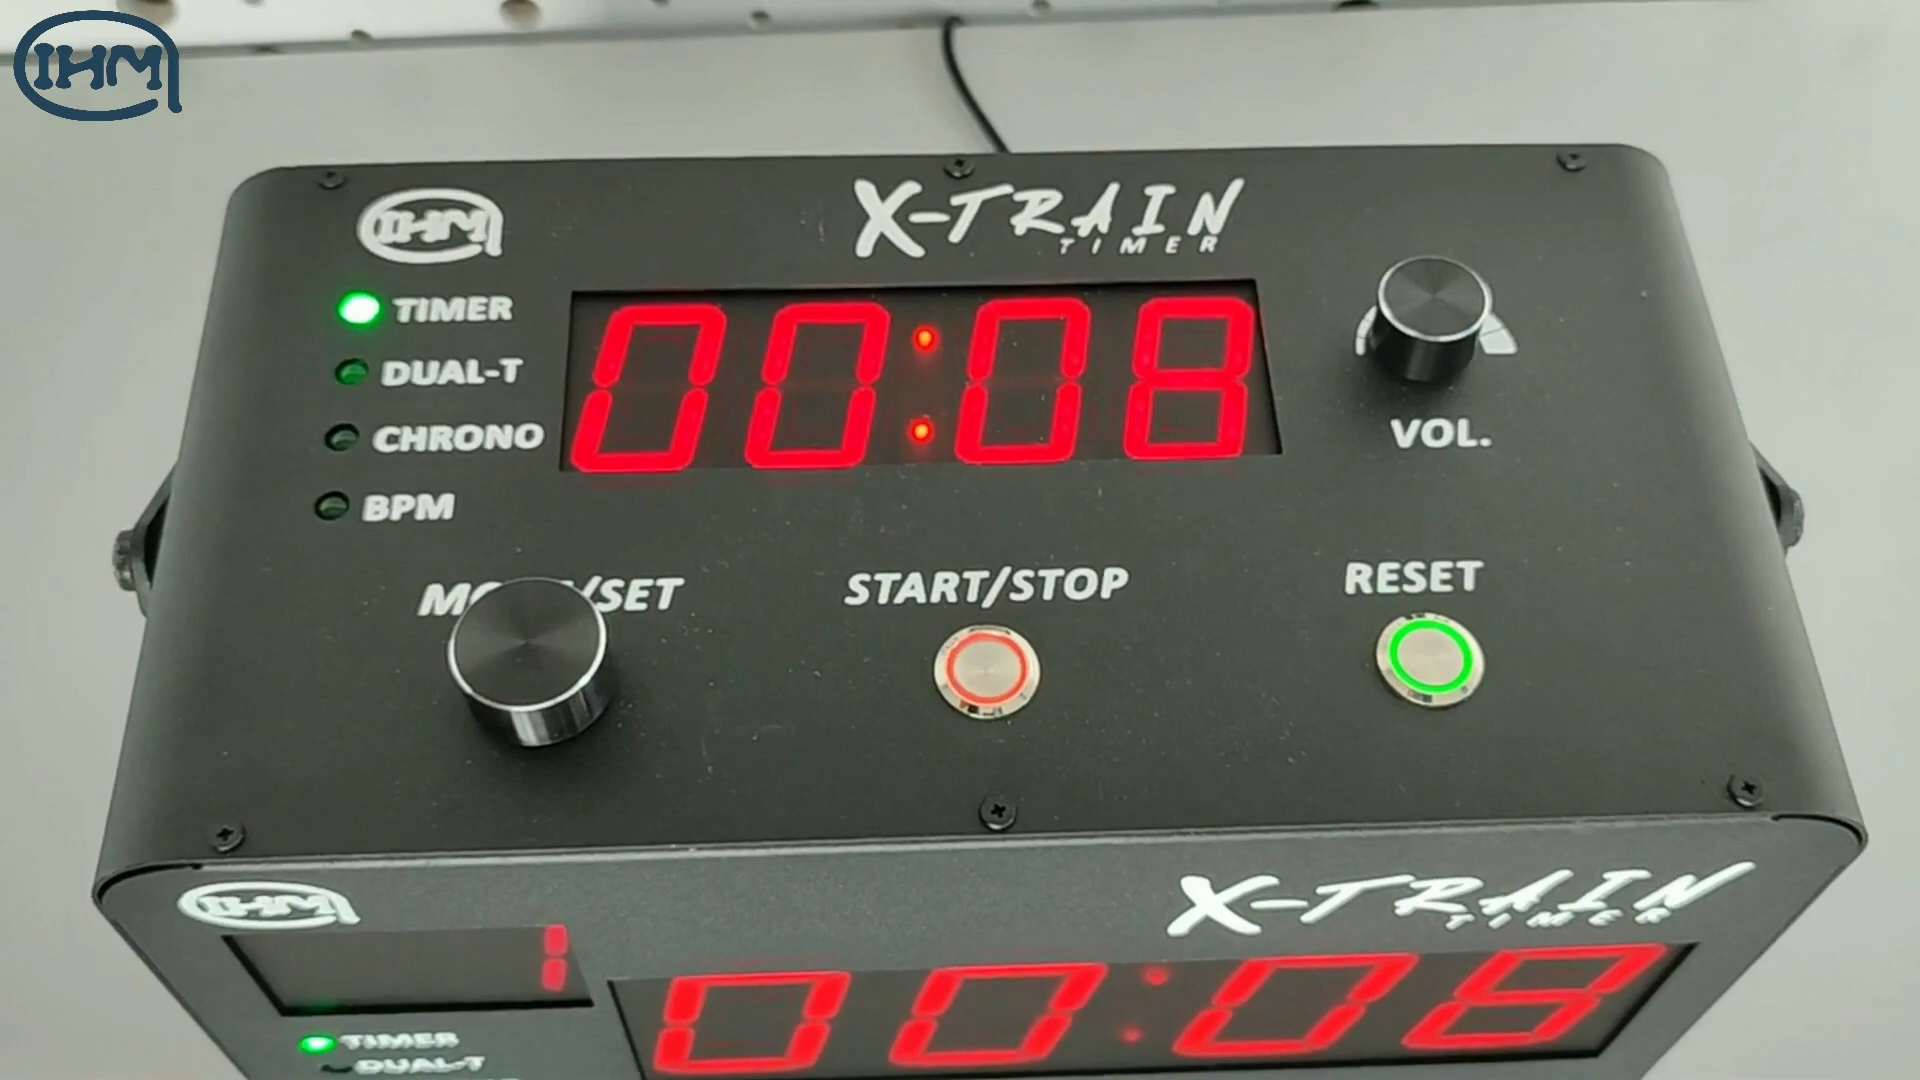 IHM
IHM
X-TRAIN
TIMER
TIMER
00:08
DUAL-T
CHRONO
VOL.
BPM
/SET
START/STOP
RESET
IHM
X-TRAIN
TIMER
1
00:08
TIMER
DUAL-T